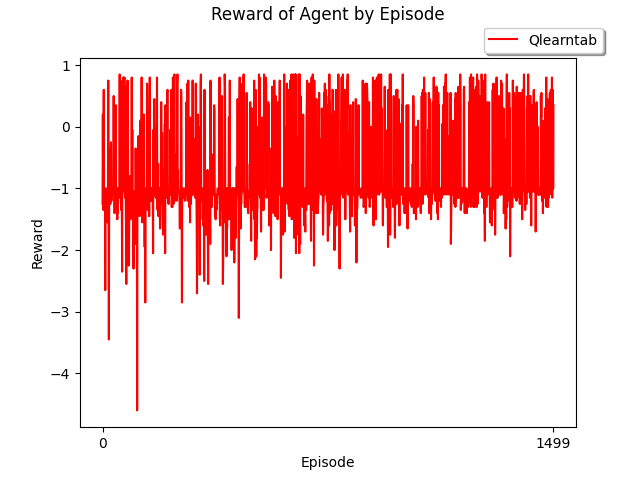 Reward of Agent by Episode
Qlearntab
1
0
−1
−2
−3
−4
Reward
0
1499
Episode